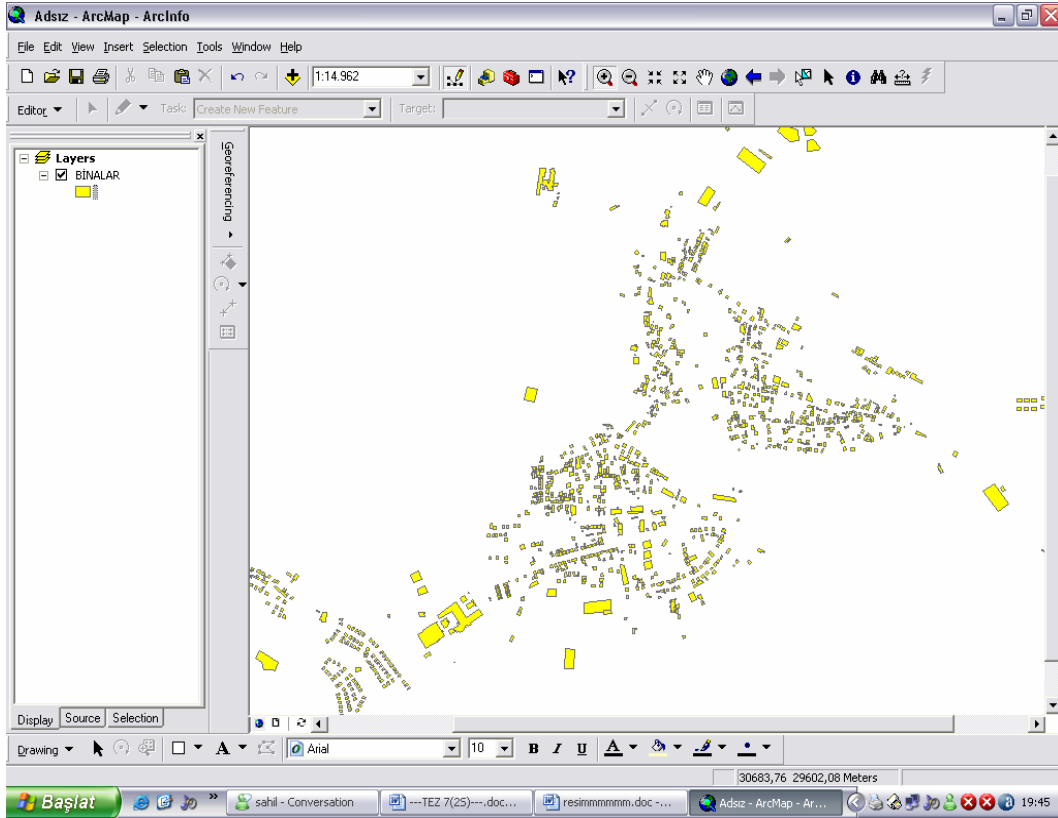 Adsız - ArcMap - ArcInfo
File Edit View Insert Selection Tools Window Help
1:14.962
Editor Task: Create New Feature Target:
Layers
BİNALAR
Georeferencing
Display Source Selection
Drawing A Arial 10 B I U A
30683,76 29602,08 Meters
Başlat » sahil - Conversation ---TEZ 7(25)---.doc... resimmmmmm.doc -... Adsız - ArcMap - Ar... 19:45